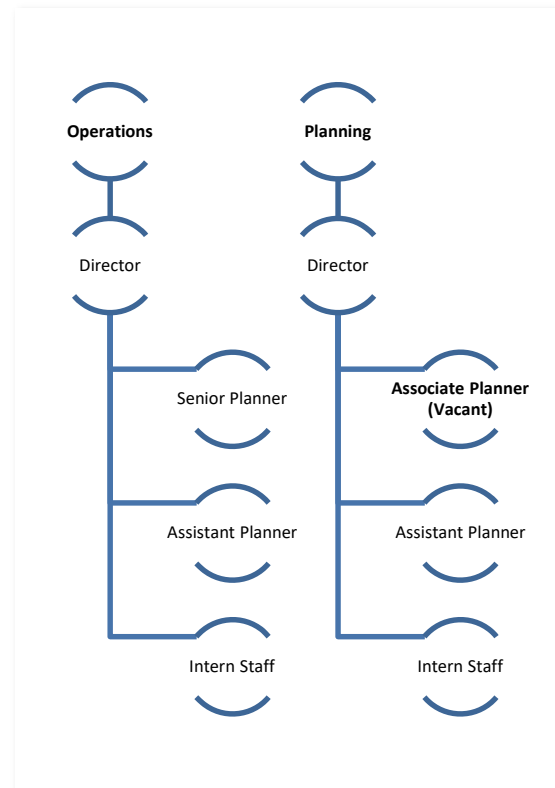 Operations
Director
Senior Planner
Assistant Planner
Intern Staff
Planning
Director
Associate Planner
(Vacant)
Assistant Planner
Intern Staff